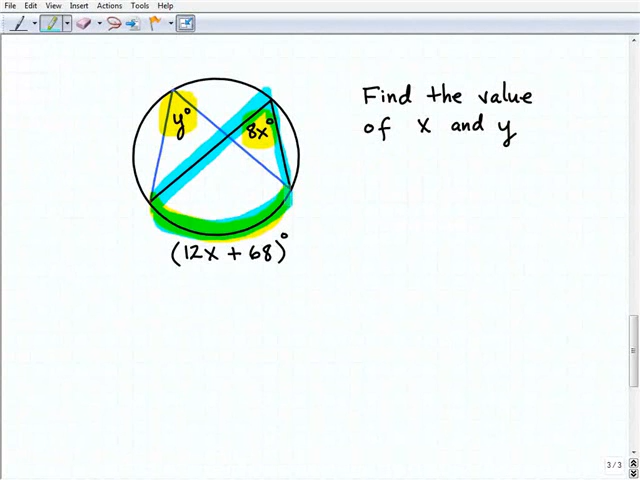 File Edit View Insert Actions Tools Help
Find the value
of x and y
y°
8x°
(12x + 68)°
3 / 3